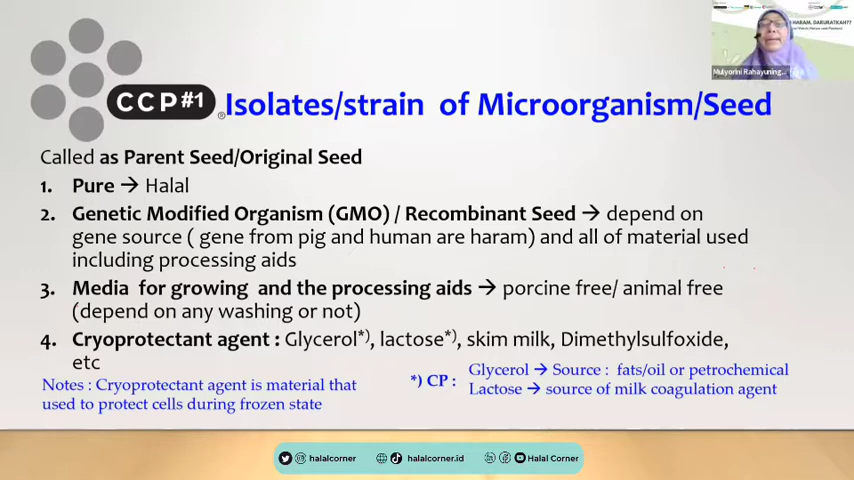 HARAM, DARURATKAH??
Mulyorini Rahayuning...
CCP#1 ® Isolates/strain of Microorganism/Seed
Called as Parent Seed/Original Seed
1. Pure → Halal
2. Genetic Modified Organism (GMO) / Recombinant Seed → depend on
gene source ( gene from pig and human are haram) and all of material used
including processing aids
3. Media for growing and the processing aids → porcine free/ animal free
(depend on any washing or not)
4. Cryoprotectant agent : Glycerol*), lactose*), skim milk, Dimethylsulfoxide,
etc
Notes : Cryoprotectant agent is material that
used to protect cells during frozen state
*) CP :
Glycerol → Source : fats/oil or petrochemical
Lactose → source of milk coagulation agent
halalcorner halalcorner.id Halal Corner